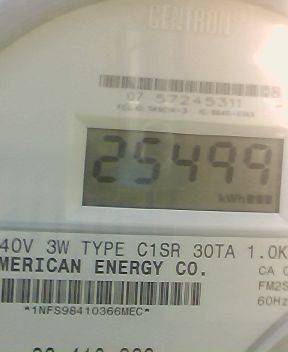 CENTRON
07 57245311
25499
kWh
40V 3W TYPE C1SR 30TA 1.0K
MERICAN ENERGY CO.
CA 0
FM2S
60Hz
*1NFS98410366MEC*